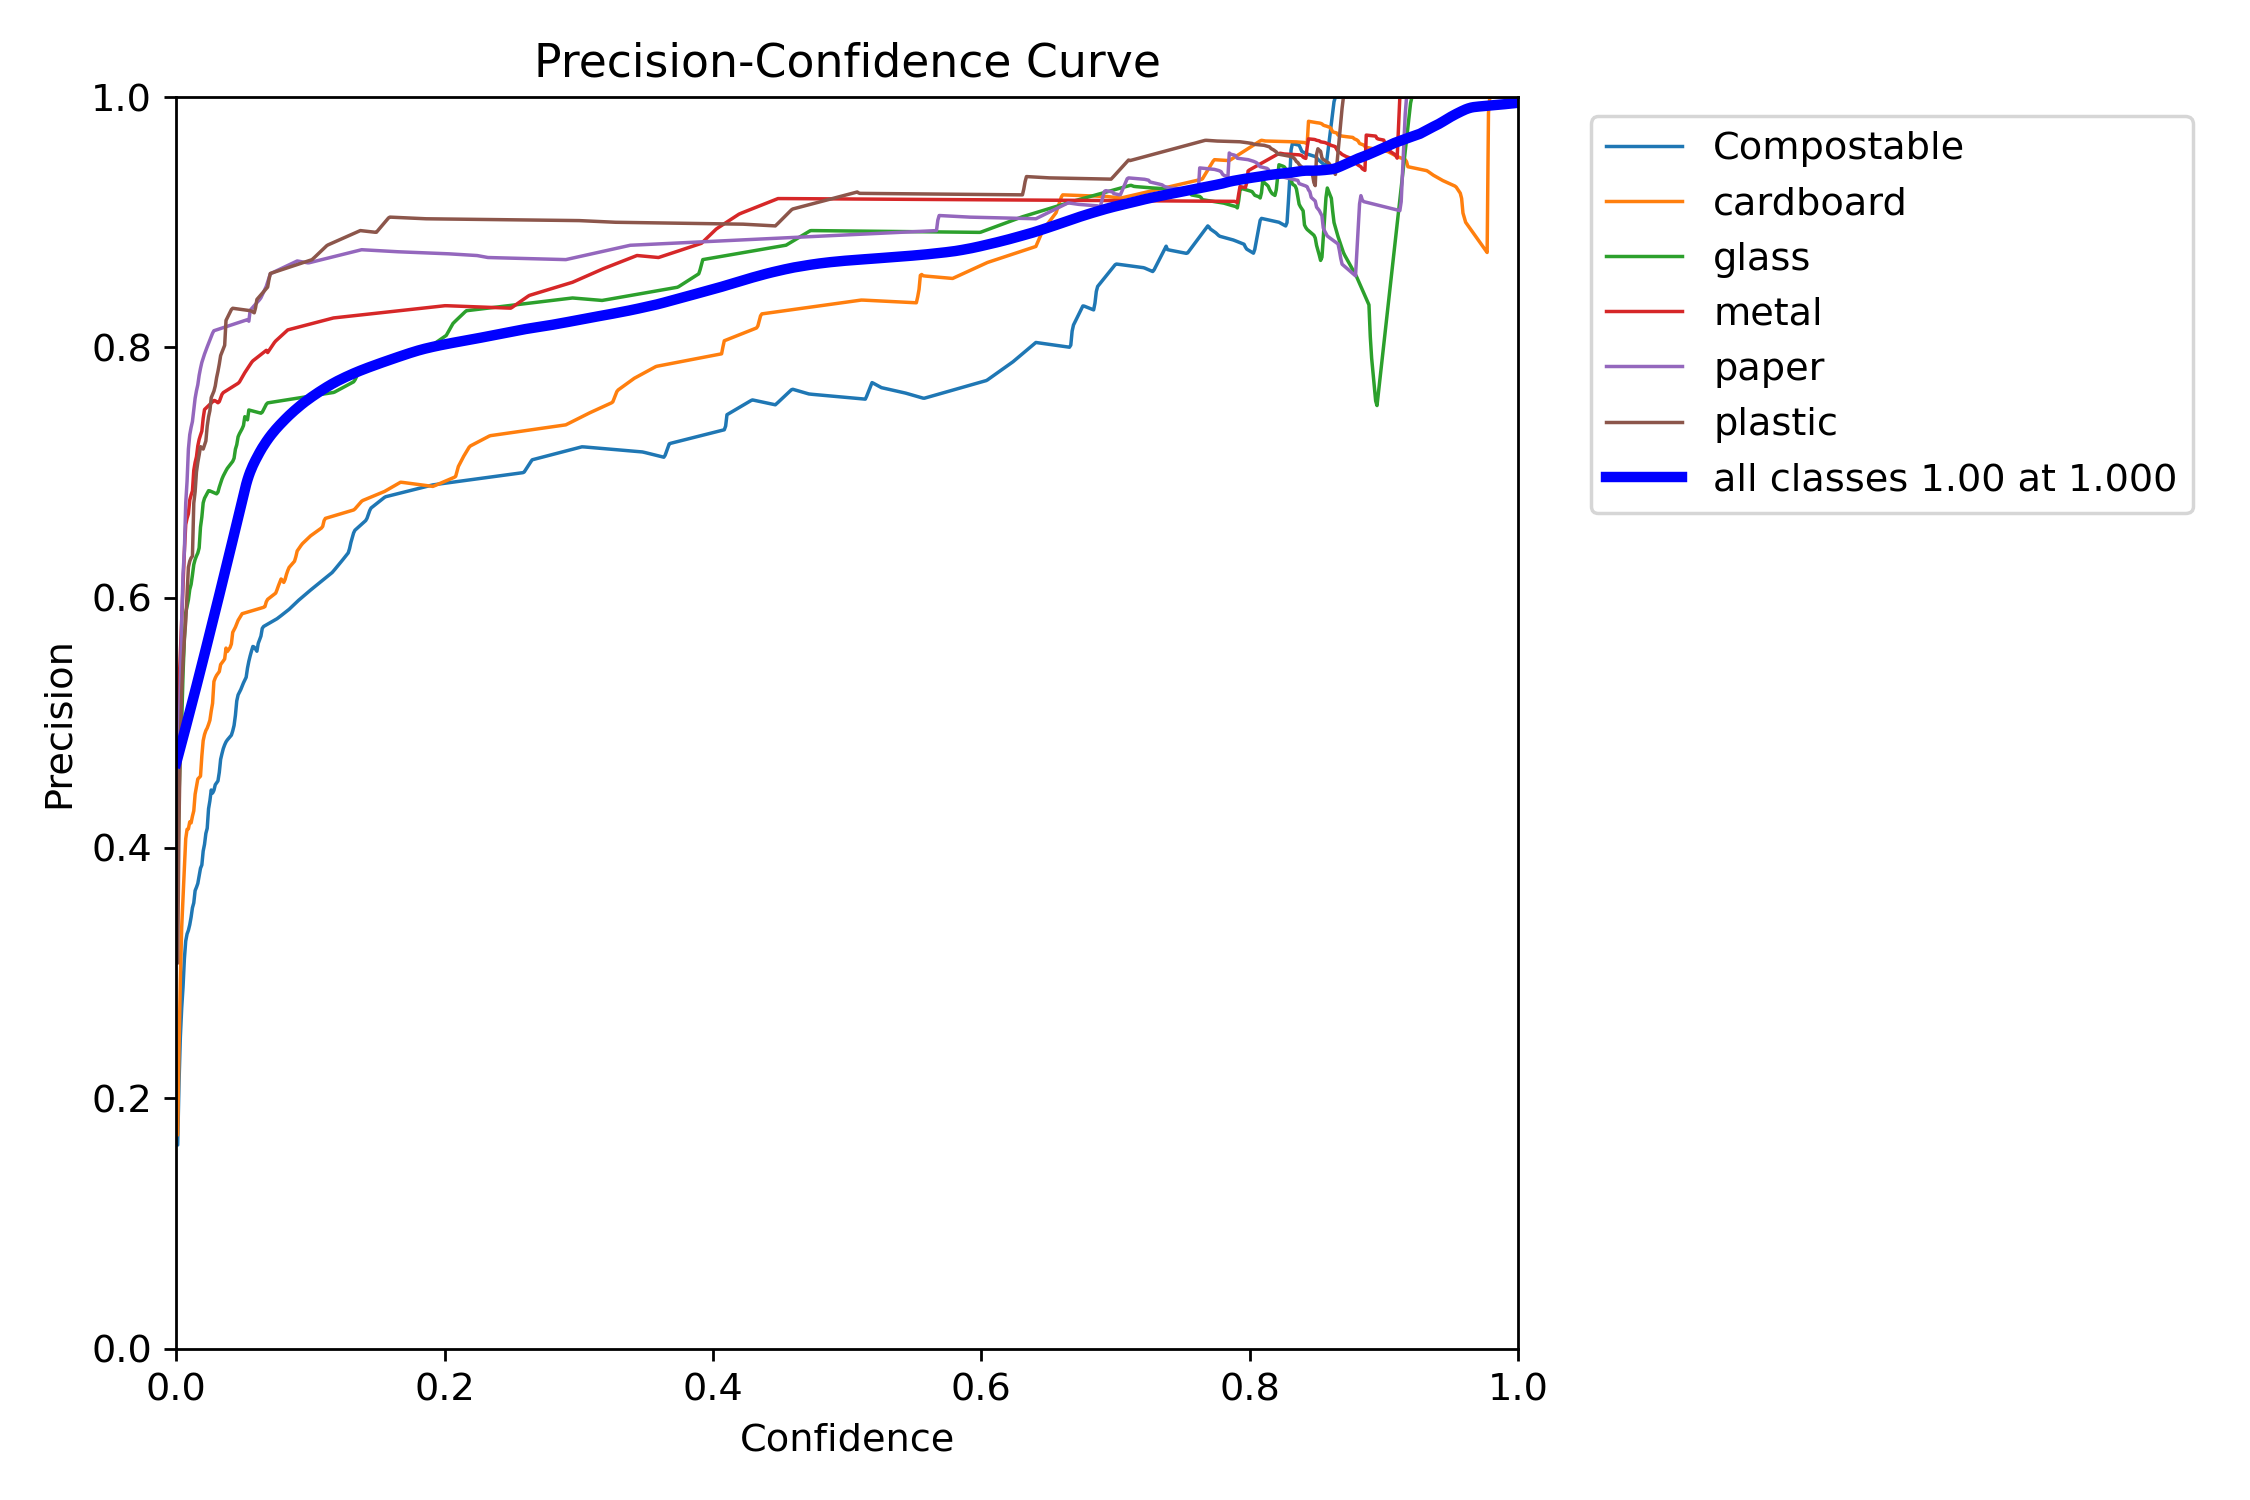 Precision-Confidence Curve
1.0
0.8
0.6
0.4
0.2
0.0
Precision
0.0 0.2 0.4 0.6 0.8 1.0
Confidence
Compostable
cardboard
glass
metal
paper
plastic
all classes 1.00 at 1.000